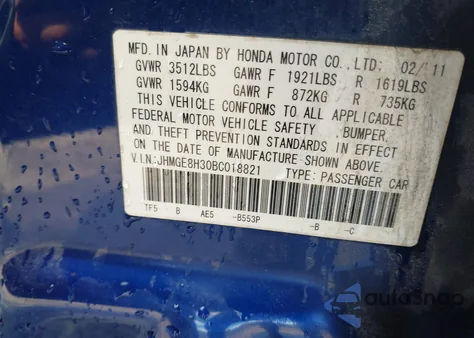 MFD. IN JAPAN BY HONDA MOTOR CO., LTD. 02/11
GVWR 3512LBS GAWR F 1921LBS R 1619LBS
GVWR 1594KG GAWR F 872KG R 735KG
THIS VEHICLE CONFORMS TO ALL APPLICABLE
FEDERAL MOTOR VEHICLE SAFETY , BUMPER,
AND THEFT PREVENTION STANDARDS IN EFFECT
ON THE DATE OF MANUFACTURE SHOWN ABOVE.
V.I.N:JHMGE8H30BC018821 TYPE: PASSENGER CAR
TF5 B AE5 -B553P -B -C
autoSnap